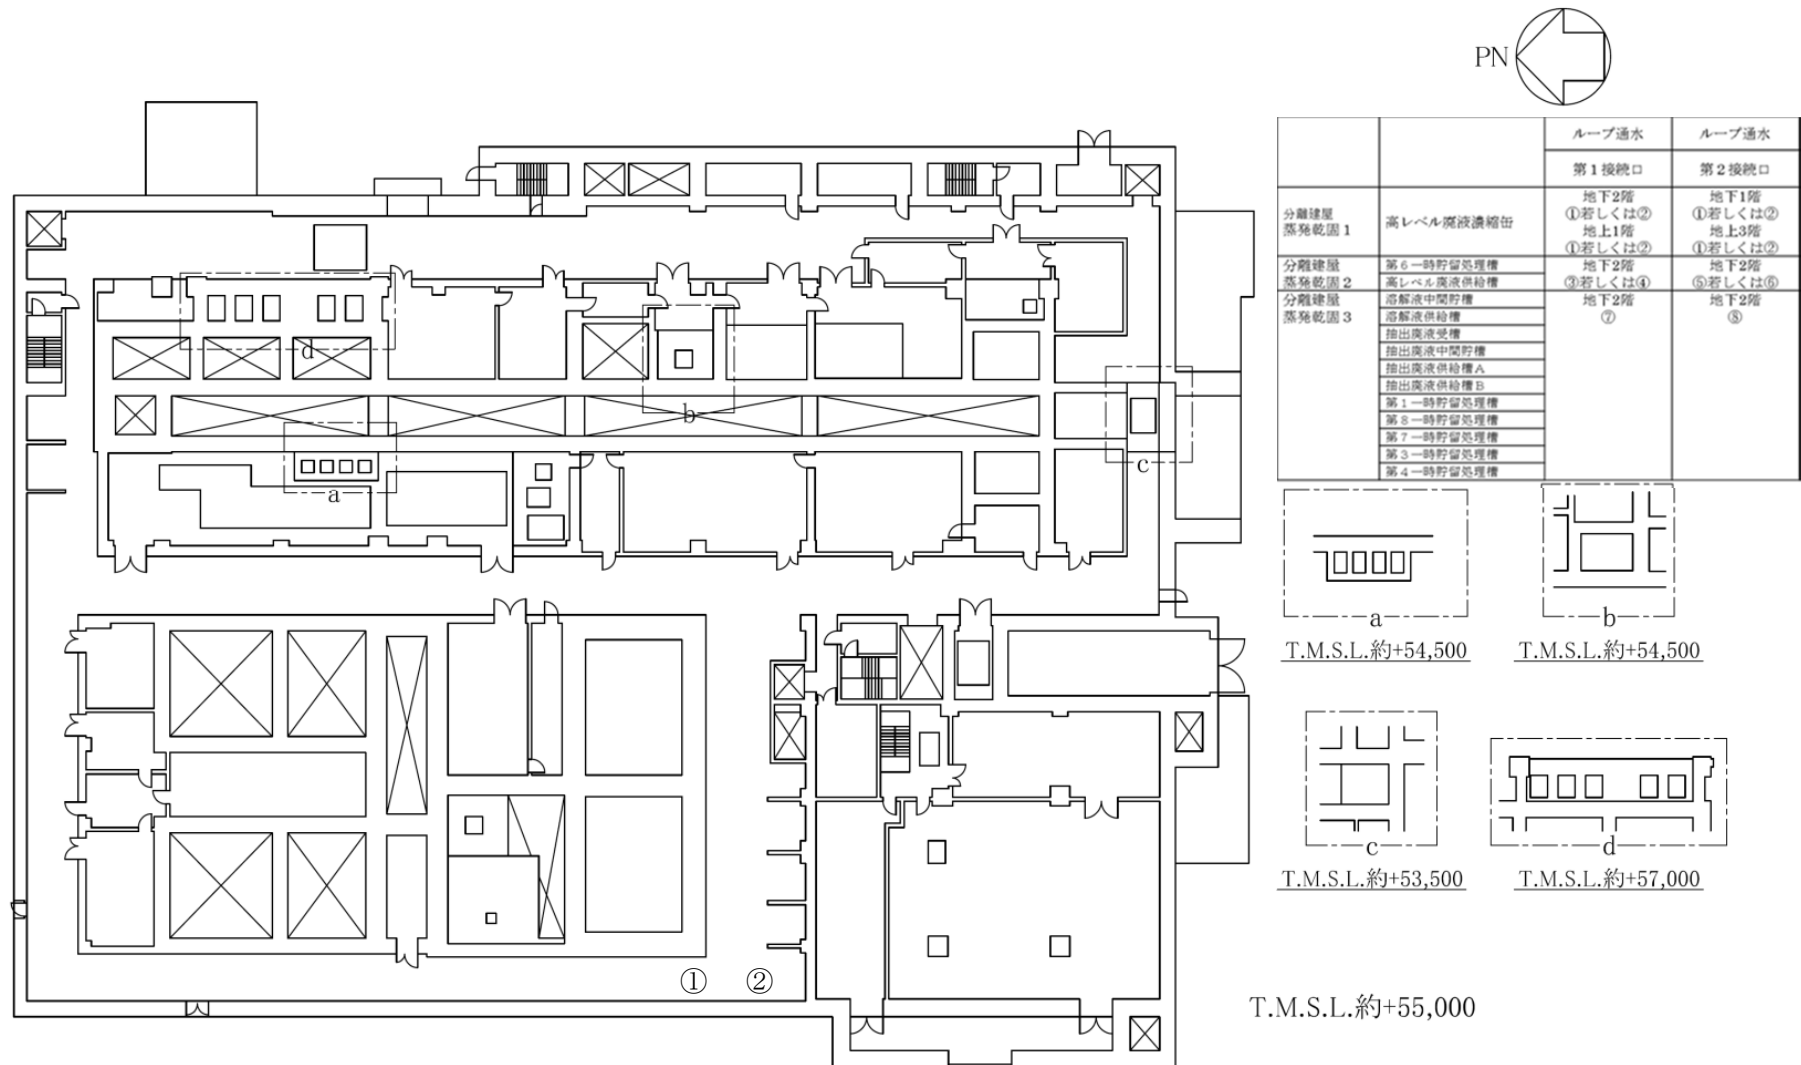 PN
ループ通水
ループ通水
第1接続口
第2接続口
分離建屋
蒸発乾固1
高レベル廃液濃縮缶
地下2階
①若しくは②
地上1階
①若しくは②
地下1階
①若しくは②
地上3階
①若しくは②
分離建屋
蒸発乾固2
第6一時貯留処理槽
高レベル廃液供給槽
地下2階
③若しくは④
地下2階
⑤若しくは⑥
分離建屋
蒸発乾固3
溶解液中間貯槽
溶解液供給槽
抽出廃液受槽
抽出廃液中間貯槽
抽出廃液供給槽A
抽出廃液供給槽B
第1一時貯留処理槽
第8一時貯留処理槽
第7一時貯留処理槽
第3一時貯留処理槽
第4一時貯留処理槽
地下2階
⑦
地下2階
⑧
d
b
c
a
a
T.M.S.L.約+54,500
b
T.M.S.L.約+54,500
c
T.M.S.L.約+53,500
d
T.M.S.L.約+57,000
①
②
T.M.S.L.約+55,000